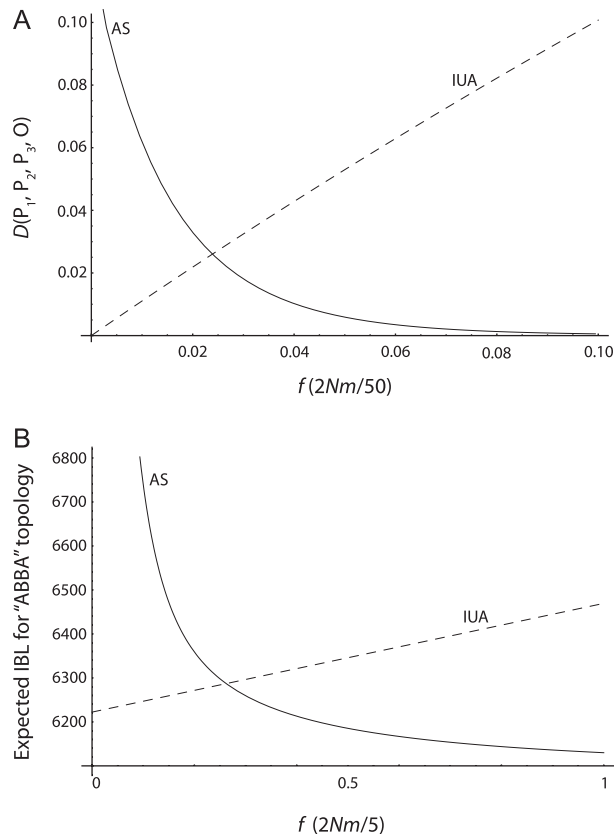 A
0.10
AS
IUA
0.08
0.06
D(P₁, P₂, P₃, O)
0.04
0.02
0.02 0.04 0.06 0.08 0.10
f (2Nm/50)
B
6800
AS
6700
6600
6500
IUA
6400
Expected IBL for "ABBA" topology
6300
6200
0 0.5 1
f (2Nm/5)